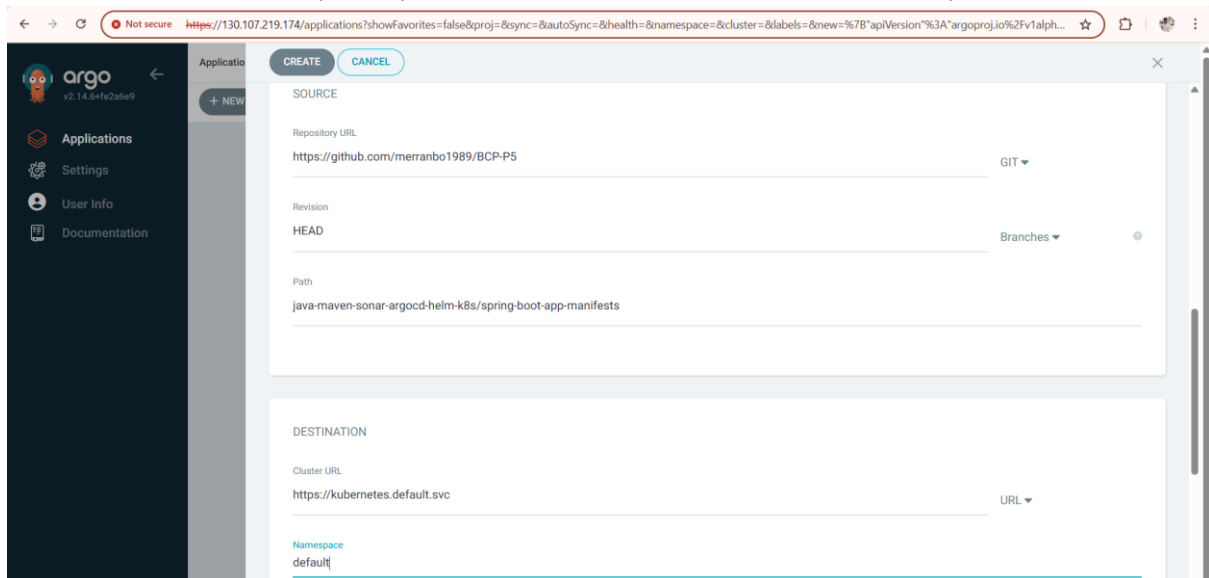 Not secure https://130.107.219.174/applications?showFavorites=false&proj=&sync=&autoSync=&health=&namespace=&cluster=&labels=&new=%7B"apiVersion"%3A"argoproj.io%2Fv1alph...
argo
v2.14.6+fe2a6e9
Applications
Settings
User Info
Documentation
Applicatio
+ NEW
CREATE CANCEL
SOURCE
Repository URL
https://github.com/merranbo1989/BCP-P5
GIT
Revision
HEAD
Branches
Path
java-maven-sonar-argocd-helm-k8s/spring-boot-app-manifests
DESTINATION
Cluster URL
https://kubernetes.default.svc
URL
Namespace
default